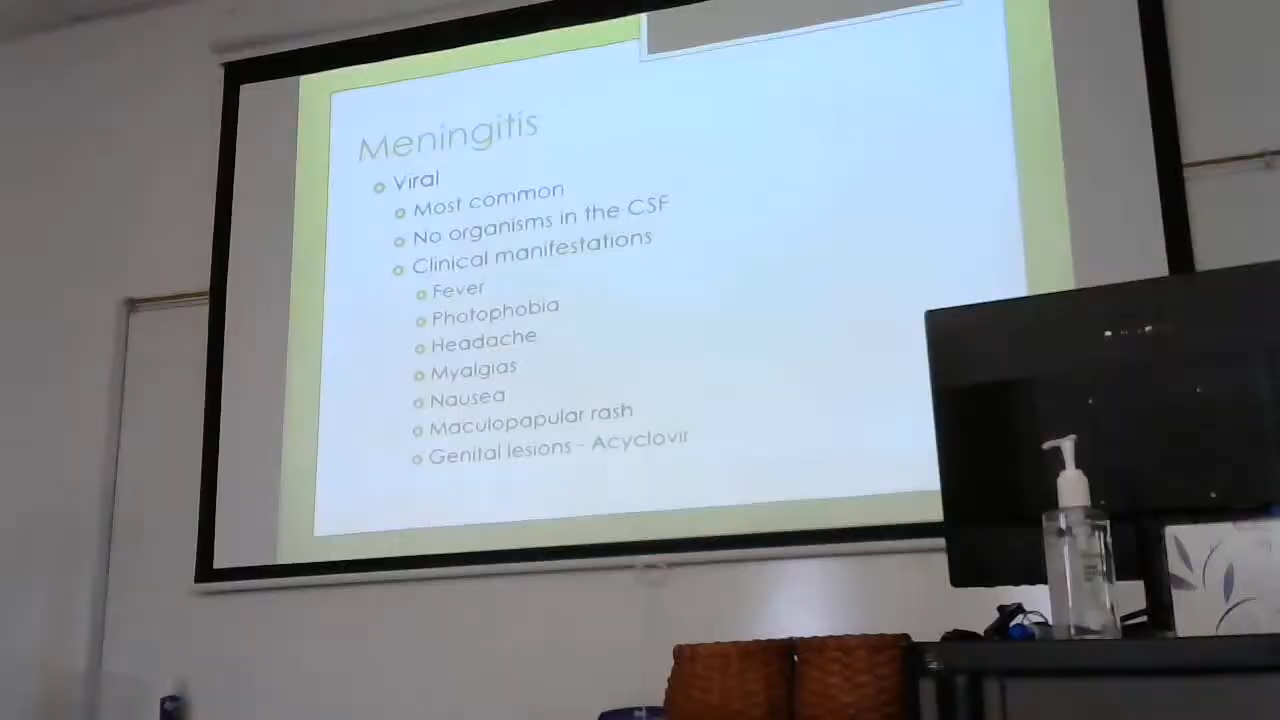 Meningitis
Viral
Most common
No organisms in the CSF
Clinical manifestations
Fever
Photophobia
Headache
Myalgias
Nausea
Maculopapular rash
Genital lesions - Acyclovir